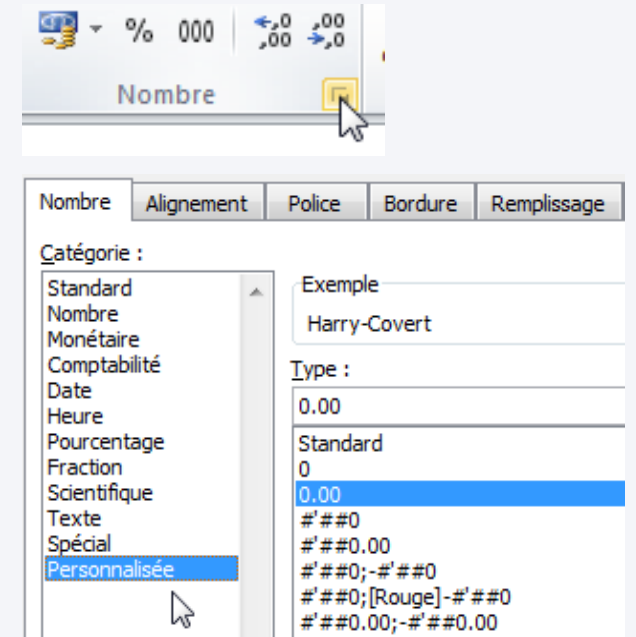 % 000 ,0 ,00 ,00 ,0
Nombre
Nombre Alignement Police Bordure Remplissage
Catégorie :
Standard
Nombre
Monétaire
Comptabilité
Date
Heure
Pourcentage
Fraction
Scientifique
Texte
Spécial
Personnalisée
Exemple
Harry-Covert
Type :
0.00
Standard
0
0.00
#'##0
#'##0.00
#'##0;-#'##0
#'##0;[Rouge]-#'##0
#'##0.00;-#'##0.00